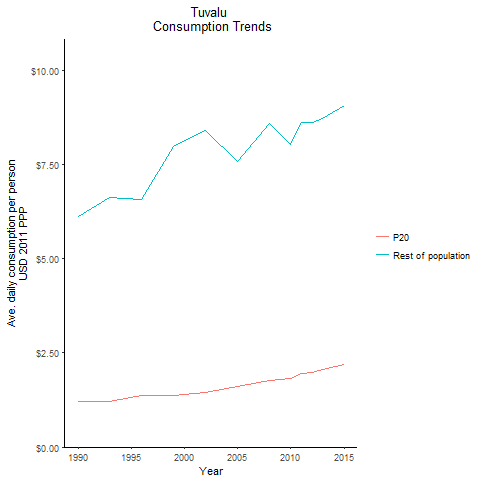 Tuvalu
Consumption Trends
Ave. daily consumption per person
USD 2011 PPP
$10.00
$7.50
$5.00
$2.50
$0.00
1990 1995 2000 2005 2010 2015
Year
P20
Rest of population